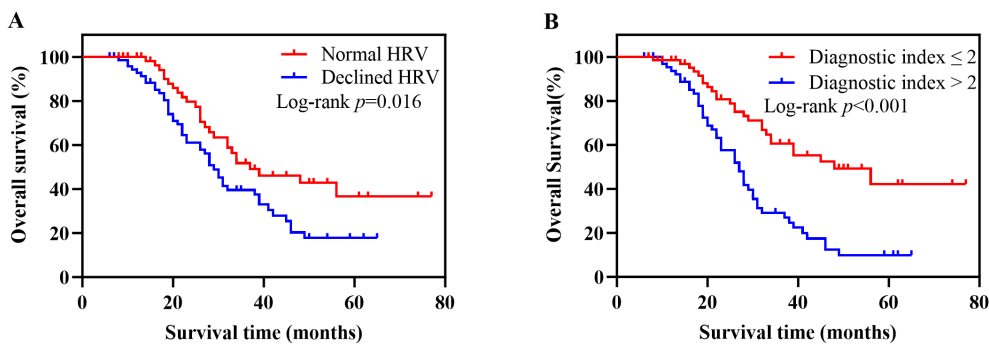 A
Overall survival (%)
100
80
60
40
20
0
0 20 40 60 80
Survival time (months)
Normal HRV
Declined HRV
Log-rank p=0.016
B
Overall Survival(%)
100
80
60
40
20
0
0 20 40 60 80
Survival time (months)
Diagnostic index ≤ 2
Diagnostic index > 2
Log-rank p<0.001